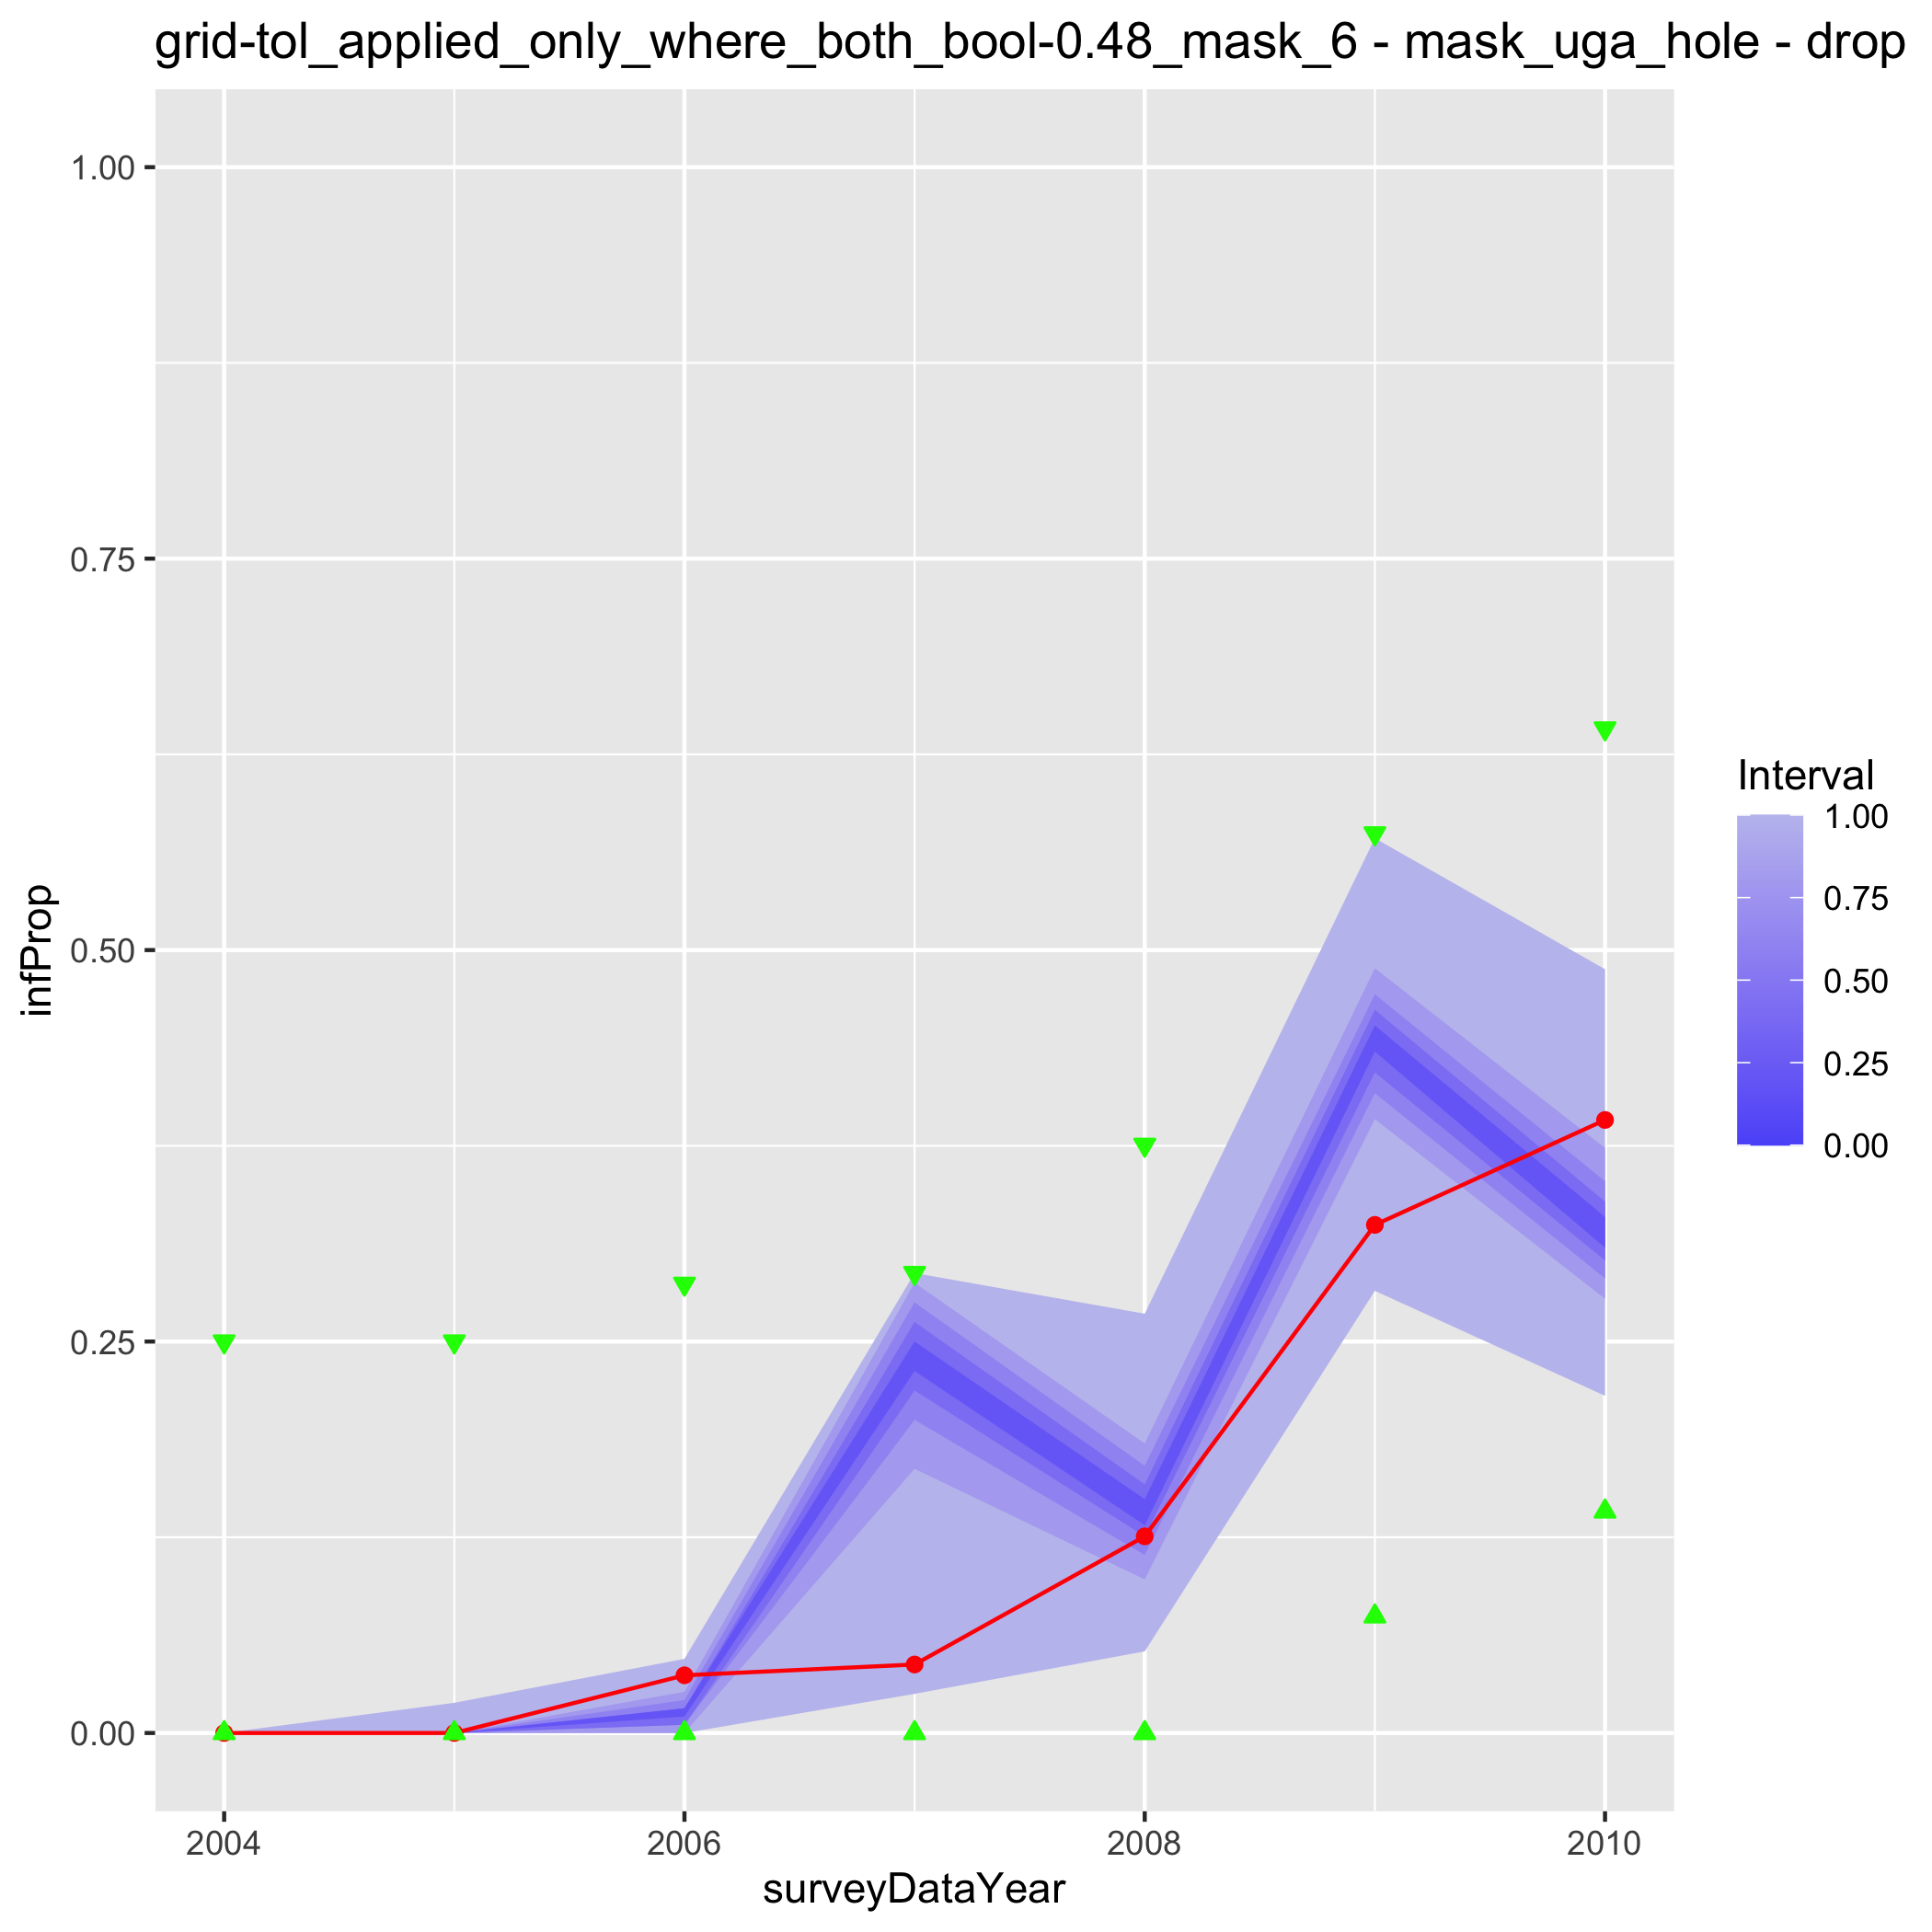 grid-tol_applied_only_where_both_bool-0.48_mask_6 - mask_uga_hole - drop
1.00
0.75
0.50
0.25
0.00
infProp
2004 2006 2008 2010
surveyDataYear
Interval
1.00
0.75
0.50
0.25
0.00